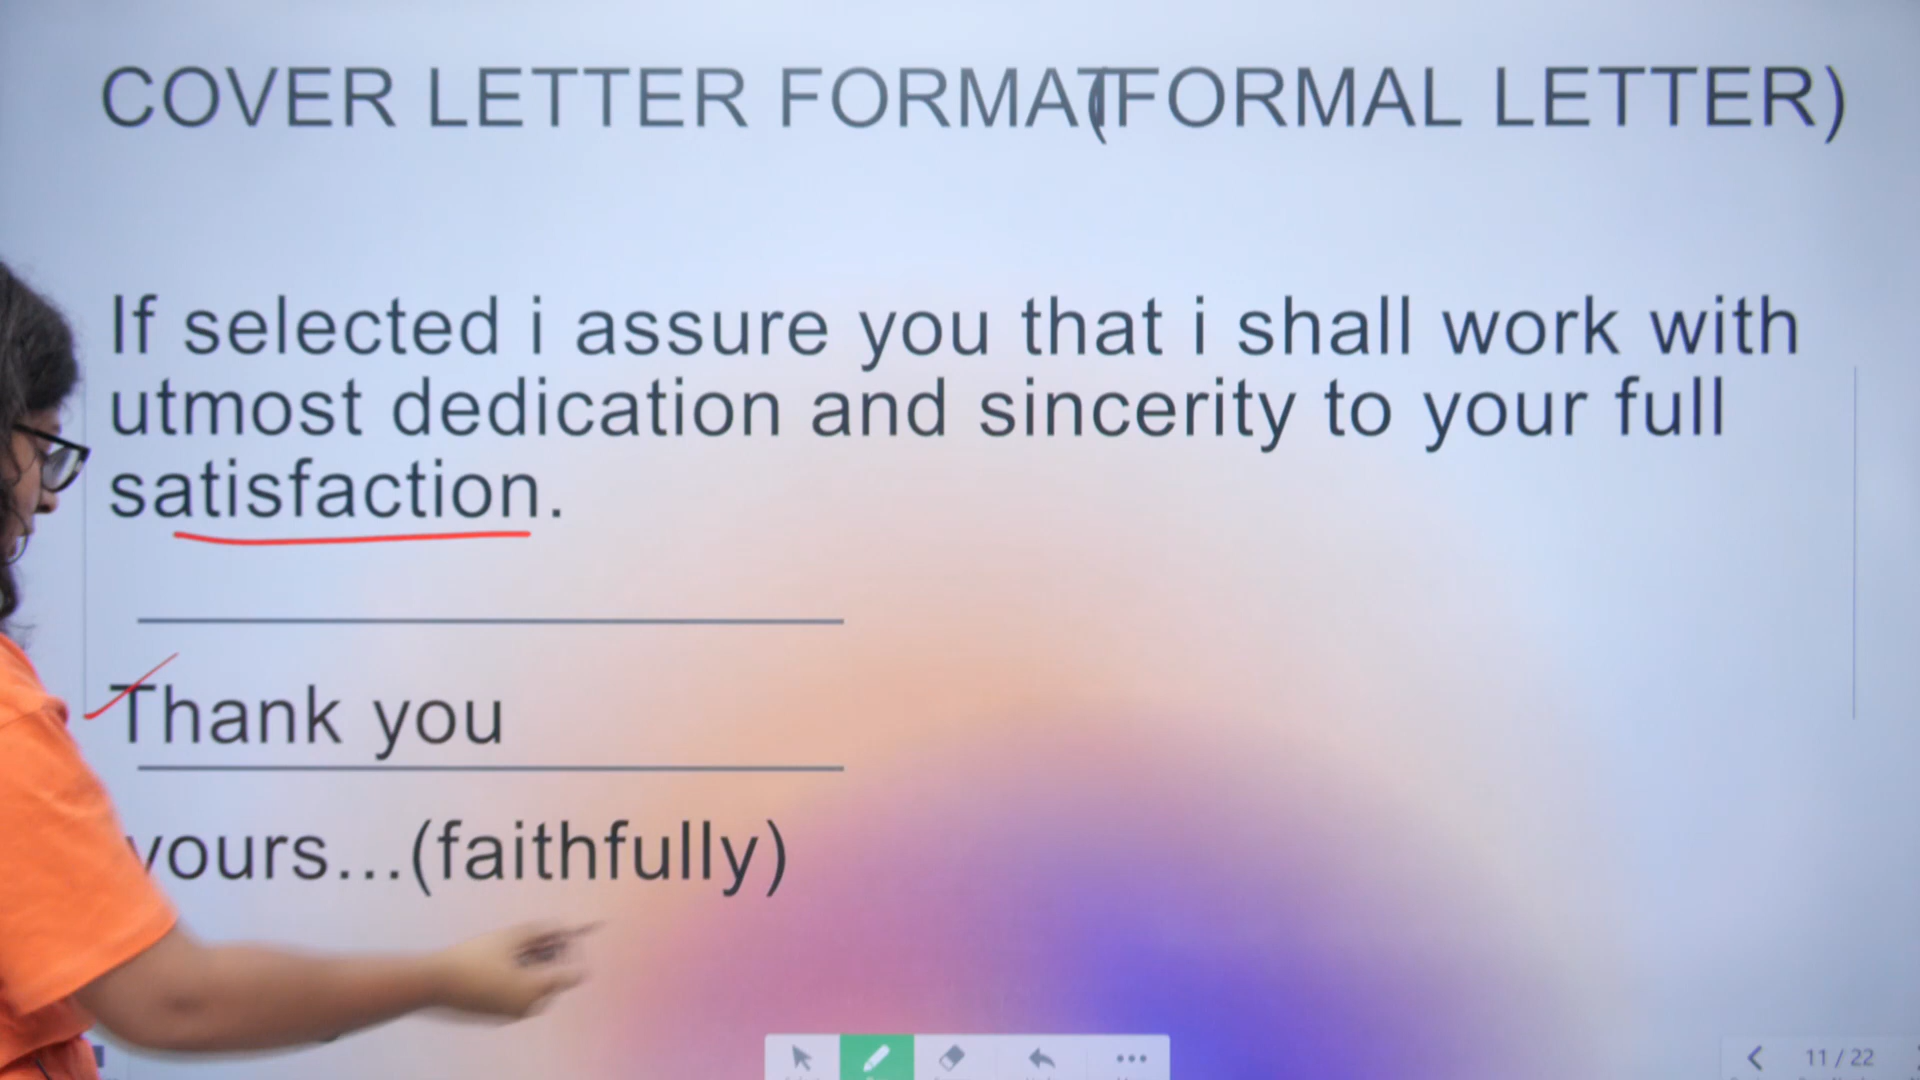 COVER LETTER FORMAT(FORMAL LETTER)
If selected i assure you that i shall work with
utmost dedication and sincerity to your full
satisfaction.
Thank you
yours...(faithfully)
11 / 22